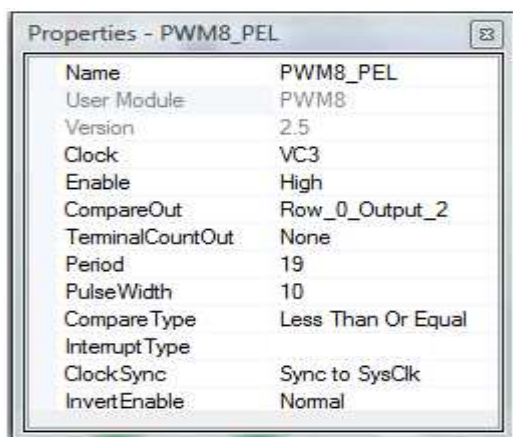 Properties - PWM8_PEL
Name PWM8_PEL
User Module PWM8
Version 2.5
Clock VC3
Enable High
CompareOut Row_0_Output_2
TerminalCountOut None
Period 19
PulseWidth 10
CompareType Less Than Or Equal
InterruptType
ClockSync Sync to SysClk
InvertEnable Normal